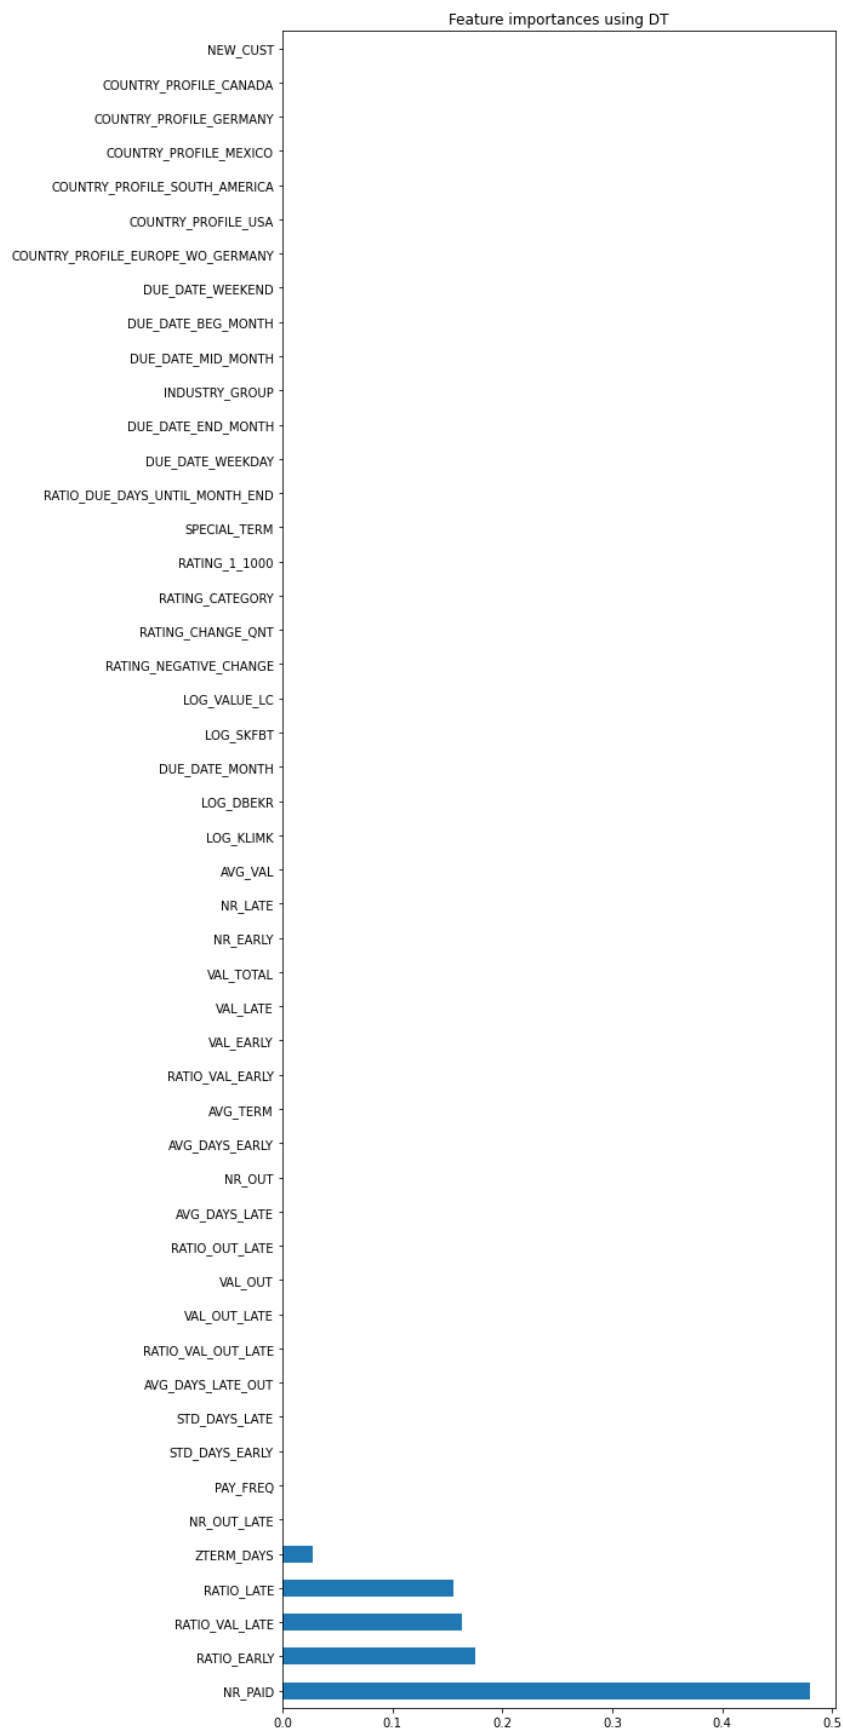 Feature importances using DT
NEW_CUST
COUNTRY_PROFILE_CANADA
COUNTRY_PROFILE_GERMANY
COUNTRY_PROFILE_MEXICO
COUNTRY_PROFILE_SOUTH_AMERICA
COUNTRY_PROFILE_USA
COUNTRY_PROFILE_EUROPE_WO_GERMANY
DUE_DATE_WEEKEND
DUE_DATE_BEG_MONTH
DUE_DATE_MID_MONTH
INDUSTRY_GROUP
DUE_DATE_END_MONTH
DUE_DATE_WEEKDAY
RATIO_DUE_DAYS_UNTIL_MONTH_END
SPECIAL_TERM
RATING_1_1000
RATING_CATEGORY
RATING_CHANGE_QNT
RATING_NEGATIVE_CHANGE
LOG_VALUE_LC
LOG_SKFBT
DUE_DATE_MONTH
LOG_DBEKR
LOG_KLIMK
AVG_VAL
NR_LATE
NR_EARLY
VAL_TOTAL
VAL_LATE
VAL_EARLY
RATIO_VAL_EARLY
AVG_TERM
AVG_DAYS_EARLY
NR_OUT
AVG_DAYS_LATE
RATIO_OUT_LATE
VAL_OUT
VAL_OUT_LATE
RATIO_VAL_OUT_LATE
AVG_DAYS_LATE_OUT
STD_DAYS_LATE
STD_DAYS_EARLY
PAY_FREQ
NR_OUT_LATE
ZTERM_DAYS
RATIO_LATE
RATIO_VAL_LATE
RATIO_EARLY
NR_PAID
0.0 0.1 0.2 0.3 0.4 0.5